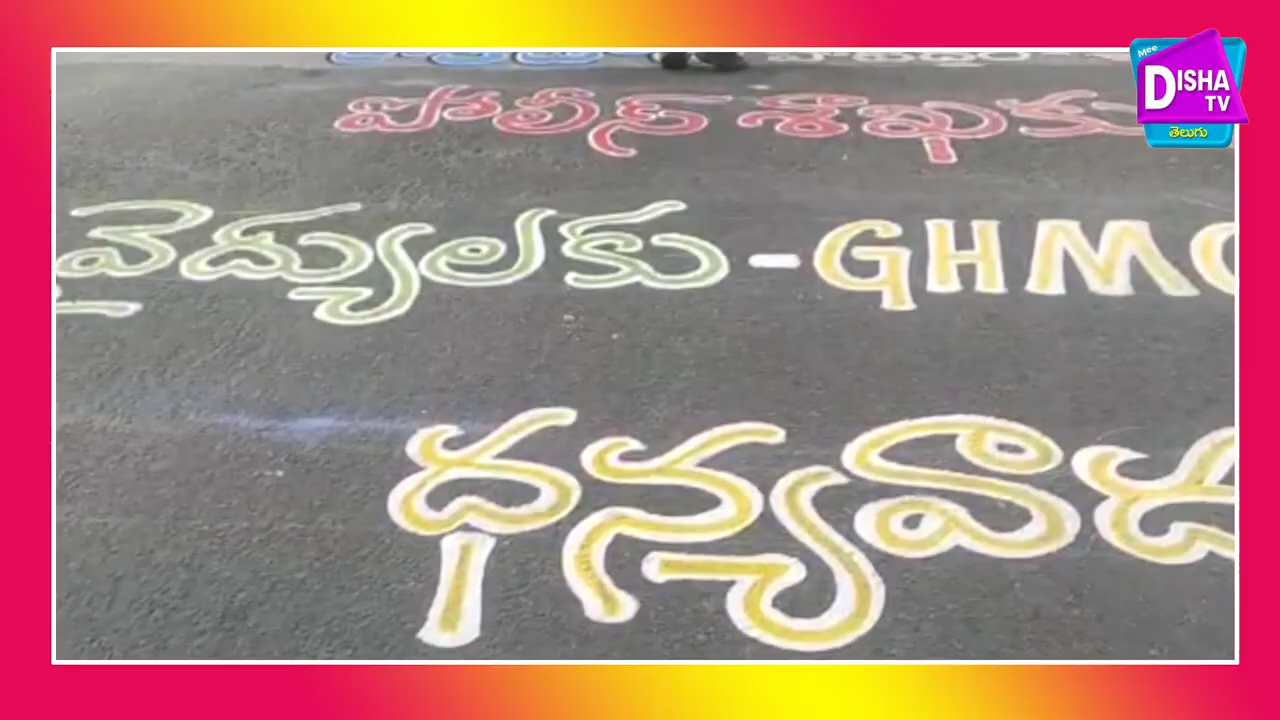 Mee
DISHA
TV
తెలుగు
పోలీస్ శాఖకు
వైద్యులకు - GHMC
ధన్యవాద